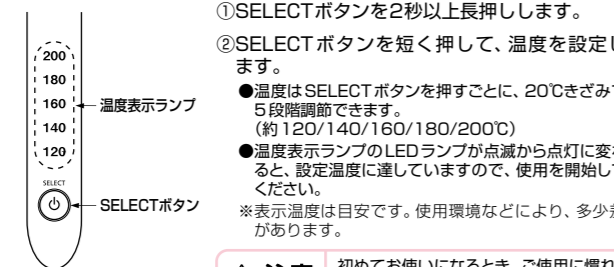 ①SELECTボタンを2秒以上長押しします。
②SELECTボタンを短く押して、温度を設定し
ます。
●温度はSELECTボタンを押すごとに、20℃きざみ
5段階調節できます。
(約120/140/160/180/200℃)
●温度表示ランプのLEDランプが点滅から点灯に変
ると、設定温度に達していますので、使用を開始し
ください。
※表示温度は目安です。使用環境などにより、多少
があります。
初めてお使いになるとき、ご使用に慣れ
200
180
160
140
120
温度表示ランプ
SELECT
SELECTボタン